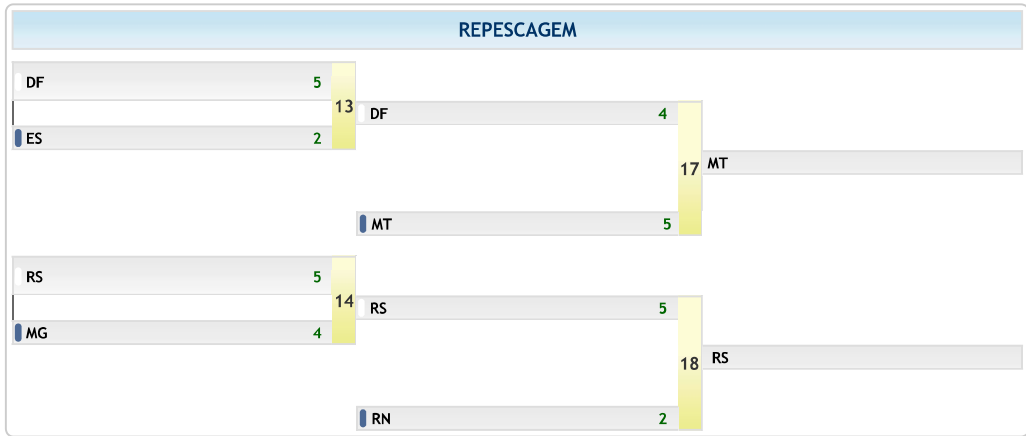 REPESCAGEM
DF 5
13
ES 2
DF 4
17
MT 5
MT
RS 5
14
MG 4
RS 5
18
RN 2
RS